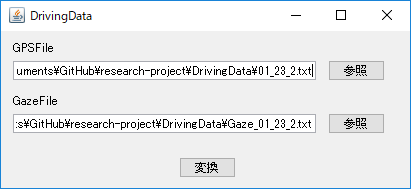 DrivingData
GPSFile
uments¥GitHub¥research-project¥DrivingData¥01_23_2.txt
参照
GazeFile
:s¥GitHub¥research-project¥DrivingData¥Gaze_01_23_2.txt
参照
変換